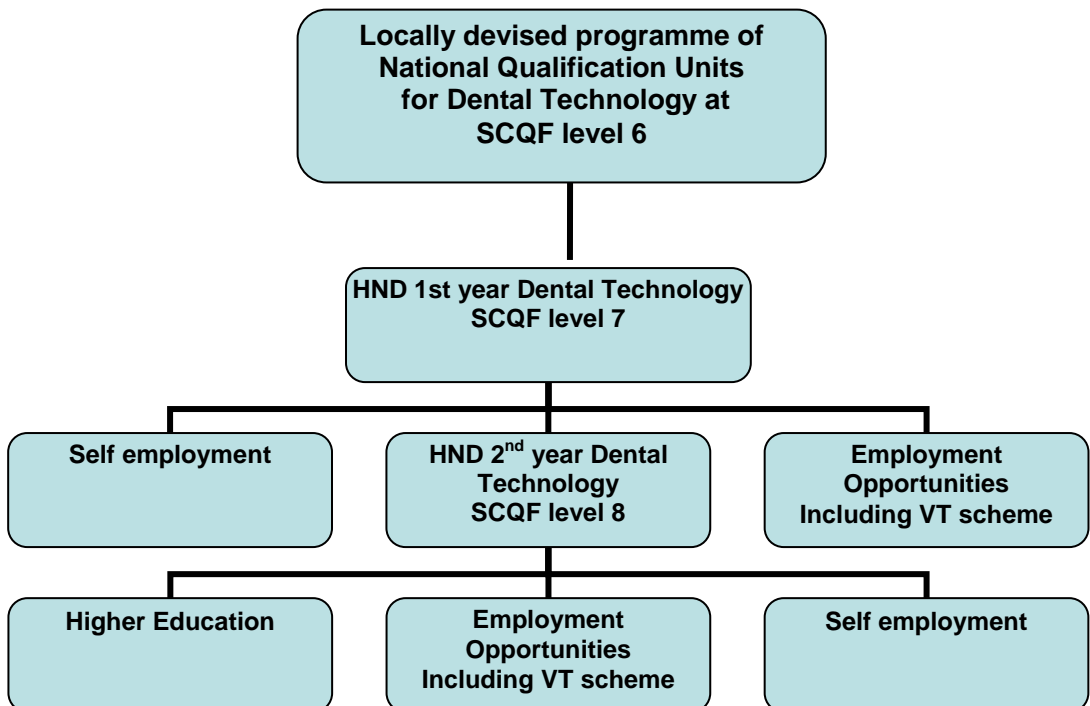 Locally devised programme of
National Qualification Units
for Dental Technology at
SCQF level 6
HND 1st year Dental Technology
SCQF level 7
Self employment
HND 2nd year Dental
Technology
SCQF level 8
Employment
Opportunities
Including VT scheme
Higher Education
Employment
Opportunities
Including VT scheme
Self employment